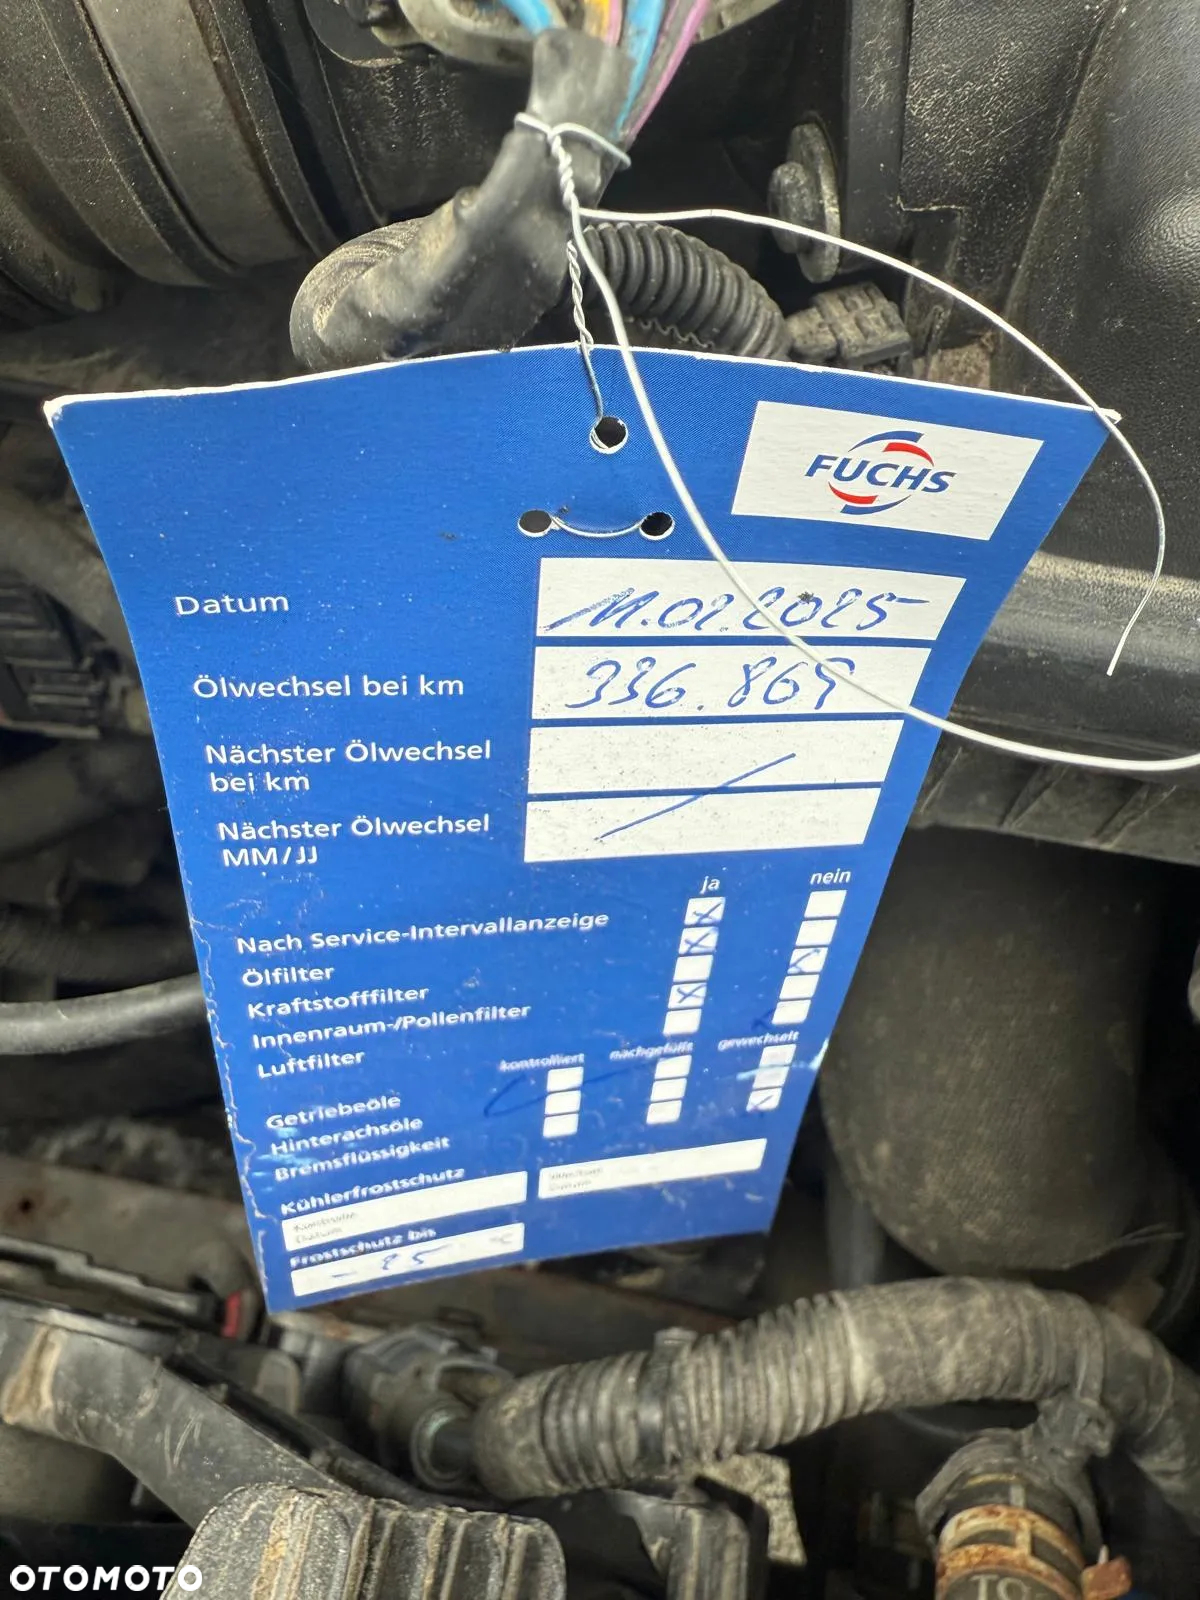 FUCHS
Datum 11.02.2025
Ölwechsel bei km 336.869
Nächster Ölwechsel
bei km
Nächster Ölwechsel
MM/JJ
ja nein
Nach Service-Intervallanzeige
Ölfilter
Kraftstofffilter
Innenraum-/Pollenfilter
Luftfilter
kontrolliert nachgefüllt gewechselt
Getriebeöle
Hinterachsöle
Bremsflüssigkeit
Kühlerfrostschutz
Datum
Datum
Frostschutz bis
°C
OTOMOTO